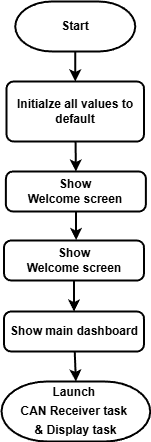 Start
Initialze all values to
default
Show
Welcome screen
Show
Welcome screen
Show main dashboard
Launch
CAN Receiver task
& Display task